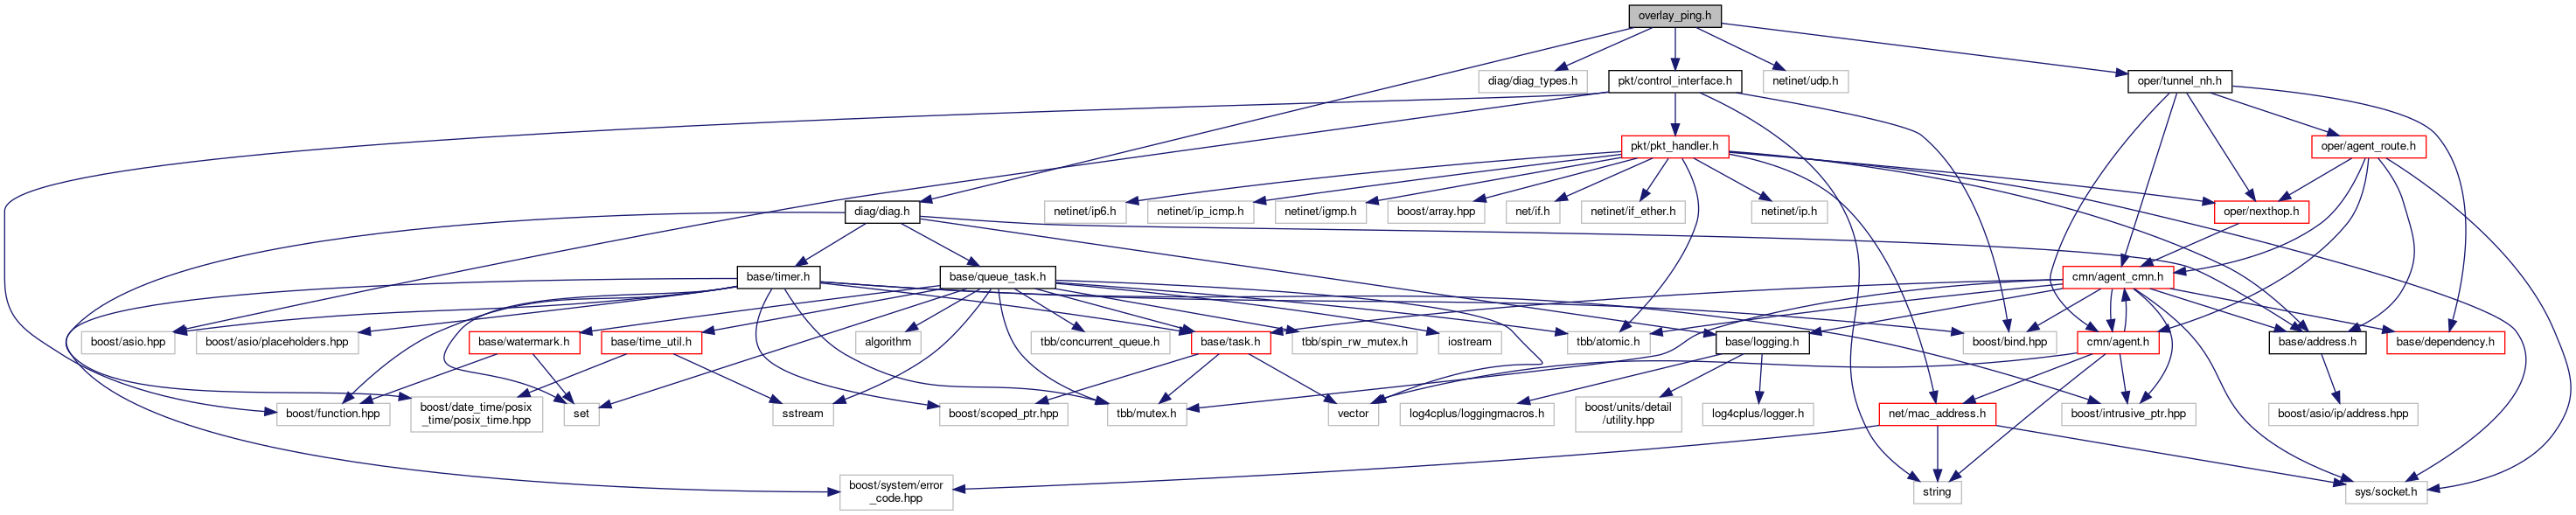 overlay_ping.h
diag/diag_types.h
pkt/control_interface.h
netinet/udp.h
oper/tunnel_nh.h
pkt/pkt_handler.h
oper/agent_route.h
diag/diag.h
netinet/ip6.h
netinet/ip_icmp.h
netinet/igmp.h
boost/array.hpp
net/if.h
netinet/if_ether.h
netinet/ip.h
oper/nexthop.h
base/timer.h
base/queue_task.h
cmn/agent_cmn.h
boost/asio.hpp
boost/asio/placeholders.hpp
base/watermark.h
base/time_util.h
algorithm
tbb/concurrent_queue.h
base/task.h
tbb/spin_rw_mutex.h
iostream
tbb/atomic.h
base/logging.h
boost/bind.hpp
cmn/agent.h
base/address.h
base/dependency.h
boost/function.hpp
boost/date_time/posix
_time/posix_time.hpp
set
sstream
boost/scoped_ptr.hpp
tbb/mutex.h
vector
log4cplus/loggingmacros.h
boost/units/detail
/utility.hpp
log4cplus/logger.h
net/mac_address.h
boost/intrusive_ptr.hpp
boost/asio/ip/address.hpp
boost/system/error
_code.hpp
string
sys/socket.h